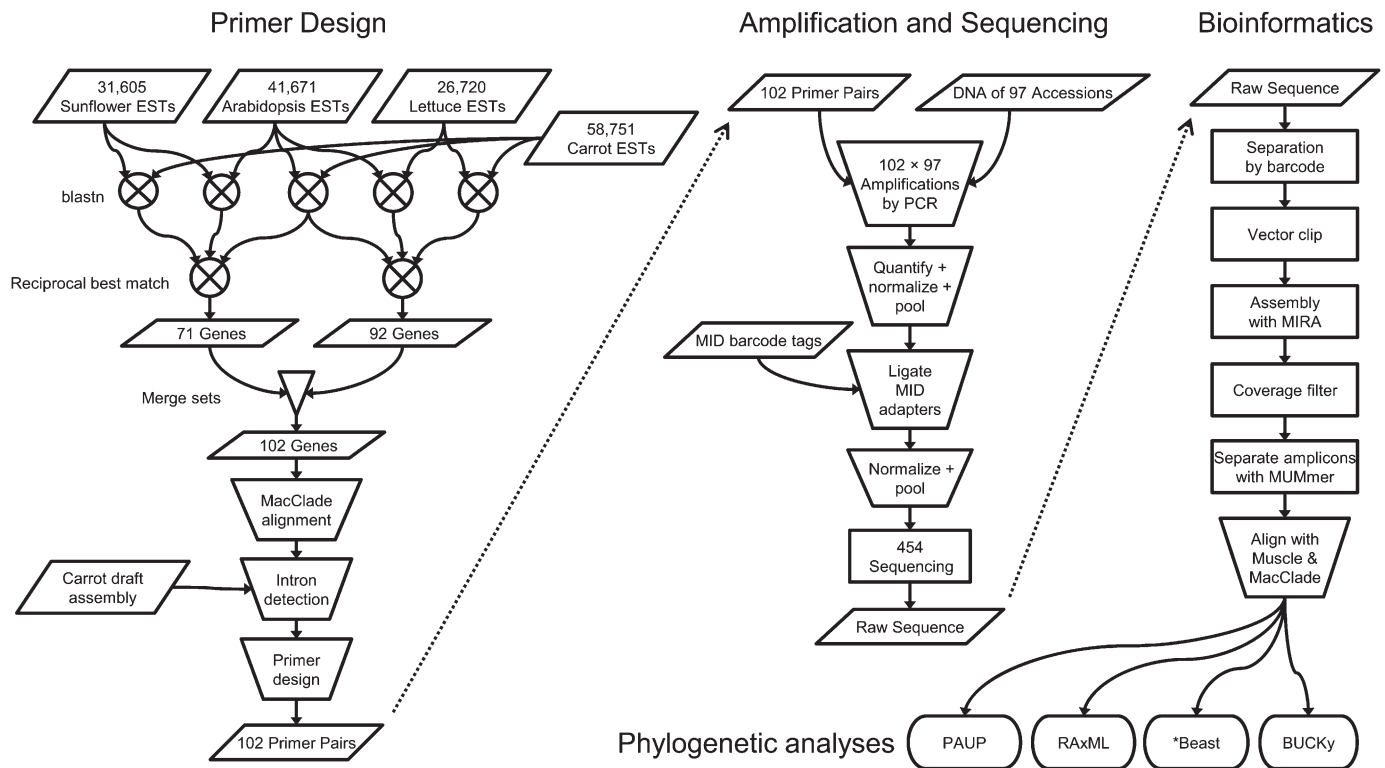 Primer Design
31,605
Sunflower ESTs
41,671
Arabidopsis ESTs
26,720
Lettuce ESTs
58,751
Carrot ESTs
blastn
Reciprocal best match
71 Genes
92 Genes
Merge sets
102 Genes
MacClade
alignment
Carrot draft
assembly
Intron
detection
Primer
design
102 Primer Pairs
Amplification and Sequencing
102 Primer Pairs
DNA of 97 Accessions
102 × 97
Amplifications
by PCR
Quantify +
normalize +
pool
MID barcode tags
Ligate
MID
adapters
Normalize +
pool
454
Sequencing
Raw Sequence
Bioinformatics
Raw Sequence
Separation
by barcode
Vector clip
Assembly
with MIRA
Coverage filter
Separate amplicons
with MUMmer
Align with
Muscle &
MacClade
Phylogenetic analyses
PAUP
RAxML
*Beast
BUCKy